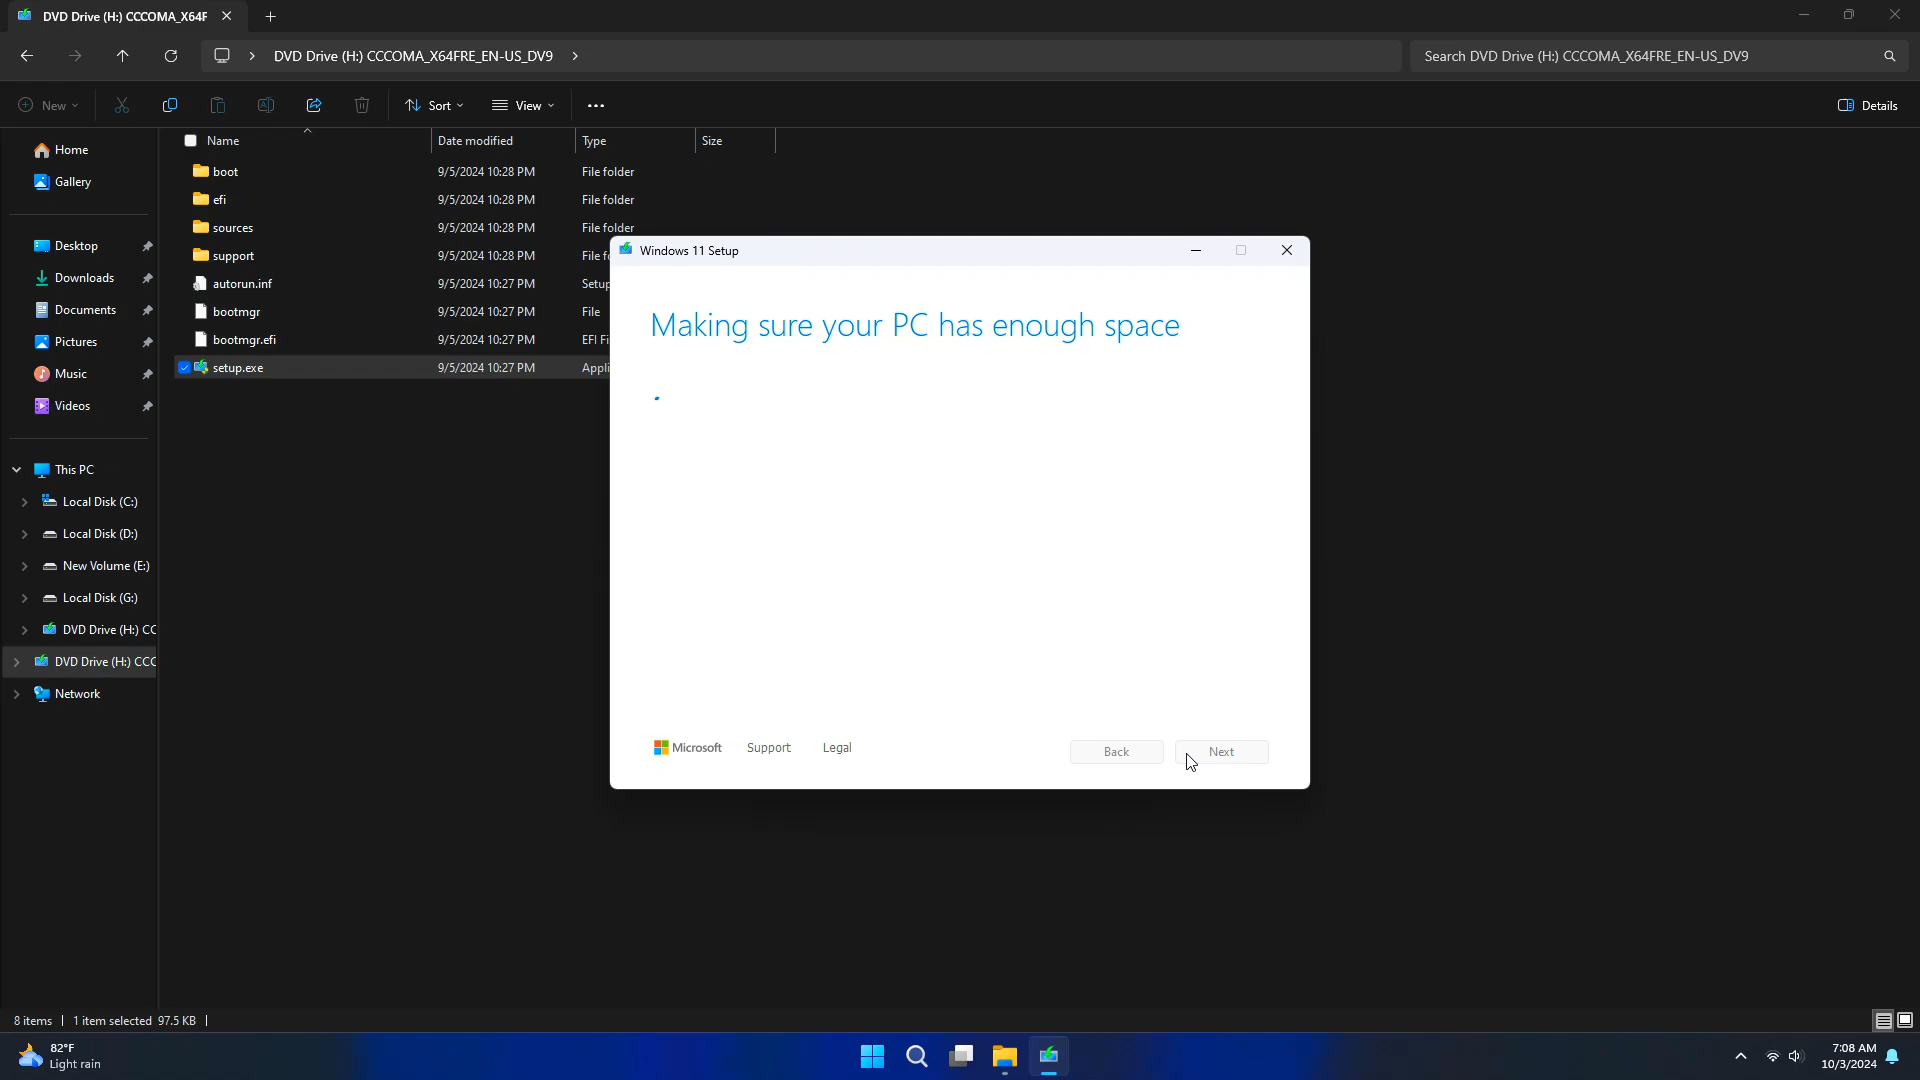 DVD Drive (H:) CCCOMA_X64F
DVD Drive (H:) CCCOMA_X64FRE_EN-US_DV9
Search DVD Drive (H:) CCCOMA_X64FRE_EN-US_DV9
New
Sort
View
Details
Name Date modified Type Size
Home
Gallery
Desktop
Downloads
Documents
Pictures
Music
Videos
This PC
Local Disk (C:)
Local Disk (D:)
New Volume (E:)
Local Disk (G:)
DVD Drive (H:) CC
DVD Drive (H:) CCC
Network
boot 9/5/2024 10:28 PM File folder
efi 9/5/2024 10:28 PM File folder
sources 9/5/2024 10:28 PM File folder
support 9/5/2024 10:28 PM File f
autorun.inf 9/5/2024 10:27 PM Setup
bootmgr 9/5/2024 10:27 PM File
bootmgr.efi 9/5/2024 10:27 PM EFI Fi
setup.exe 9/5/2024 10:27 PM Appli
Windows 11 Setup
Making sure your PC has enough space
Microsoft Support Legal
Back Next
8 items 1 item selected 97.5 KB
82°F
Light rain
7:08 AM
10/3/2024